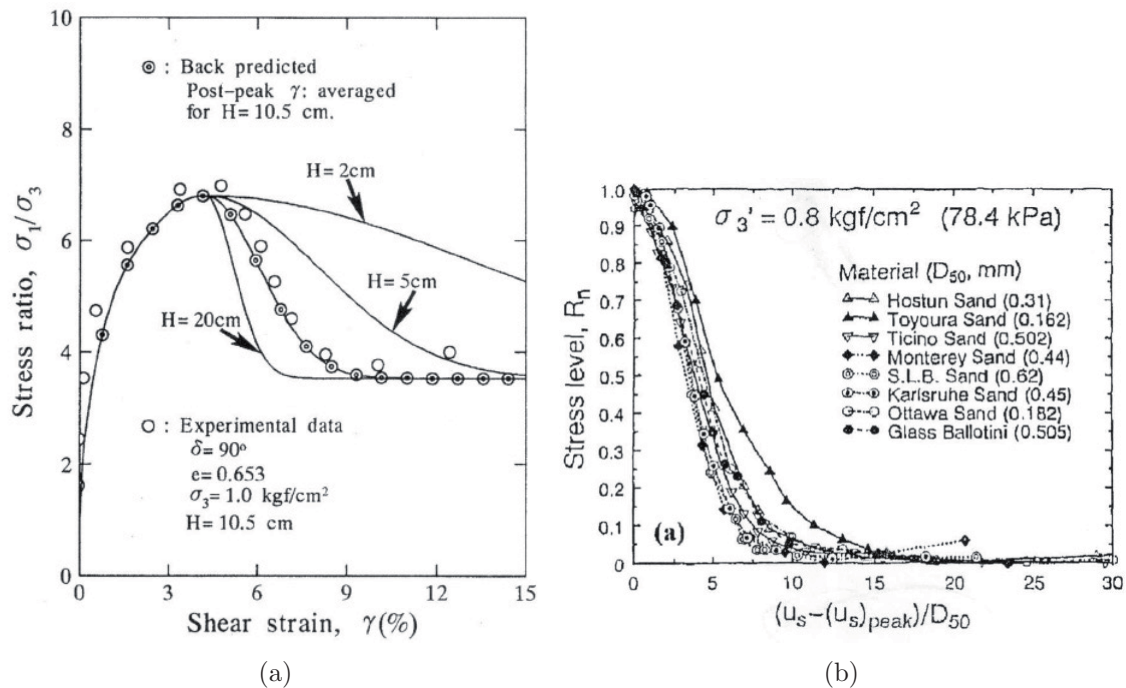 10
8
6
4
2
0
Stress ratio, σ₁/σ₃
⊙ : Back predicted
Post-peak γ: averaged
for H= 10.5 cm.
H= 2cm
H= 5cm
H= 20cm
○ : Experimental data
δ= 90°
e= 0.653
σ₃= 1.0 kgf/cm²
H= 10.5 cm
0 3 6 9 12 15
Shear strain, γ(%)
(a)
1.0
0.9
0.8
0.7
0.6
0.5
0.4
0.3
0.2
0.1
0
Stress level, Rₙ
σ₃' = 0.8 kgf/cm² (78.4 kPa)
Material (D₅₀, mm)
Hostun Sand (0.31)
Toyoura Sand (0.162)
Ticino Sand (0.502)
Monterey Sand (0.44)
S.L.B. Sand (0.62)
Karlsruhe Sand (0.45)
Ottawa Sand (0.182)
Glass Ballotini (0.505)
(a)
0 5 10 15 20 25 30
(uₛ-(uₛ)peak)/D₅₀
(b)